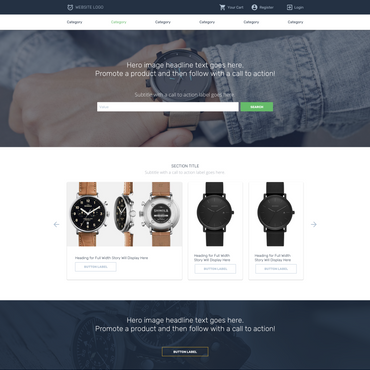 WEBSITE LOGO
Your Cart
Register
Login
Category
Category
Category
Category
Category
Category
Hero image headline text goes here.
Promote a product and then follow with a call to action!
Subtitle with a call to action label goes here
SEARCH
SECTION TITLE
Subtitle with a call to action label goes here
Heading for Full Width
Story Will Display Here
BUTTON LABEL
Heading for Full Width
Story Will Display Here
BUTTON LABEL
Heading for Full Width
Story Will Display Here
BUTTON LABEL
Hero image headline text goes here.
Promote a product and then follow with a call to action!
BUTTON LABEL